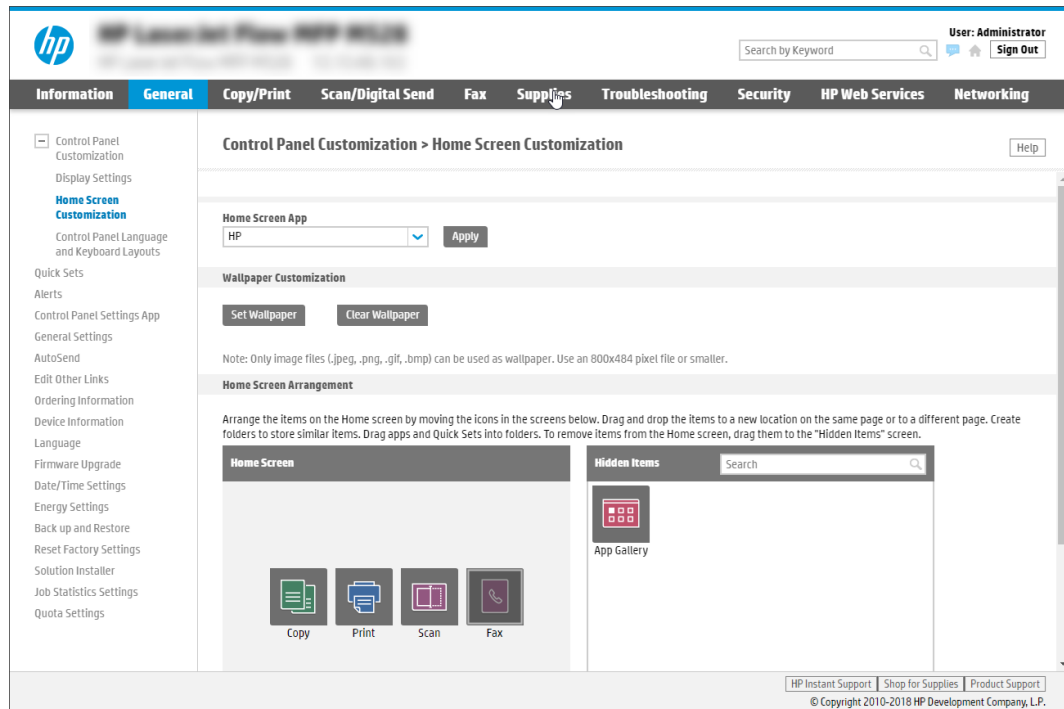 hp
User: Administrator
Search by Keyword
Sign Out
Information General Copy/Print Scan/Digital Send Fax Supplies Troubleshooting Security HP Web Services Networking
Control Panel
Customization
Display Settings
Home Screen
Customization
Control Panel Language
and Keyboard Layouts
Quick Sets
Alerts
Control Panel Settings App
General Settings
AutoSend
Edit Other Links
Ordering Information
Device Information
Language
Firmware Upgrade
Date/Time Settings
Energy Settings
Back up and Restore
Reset Factory Settings
Solution Installer
Job Statistics Settings
Quota Settings
Control Panel Customization > Home Screen Customization
Help
Home Screen App
HP
Apply
Wallpaper Customization
Set Wallpaper Clear Wallpaper
Note: Only image files (.jpeg, .png, .gif, .bmp) can be used as wallpaper. Use an 800x484 pixel file or smaller.
Home Screen Arrangement
Arrange the items on the Home screen by moving the icons in the screens below. Drag and drop the items to a new location on the same page or to a different page. Create
folders to store similar items. Drag apps and Quick Sets into folders. To remove items from the Home screen, drag them to the "Hidden Items" screen.
Home Screen
Copy Print Scan Fax
Hidden Items Search
App Gallery
HP Instant Support Shop for Supplies Product Support
© Copyright 2010-2018 HP Development Company, L.P.